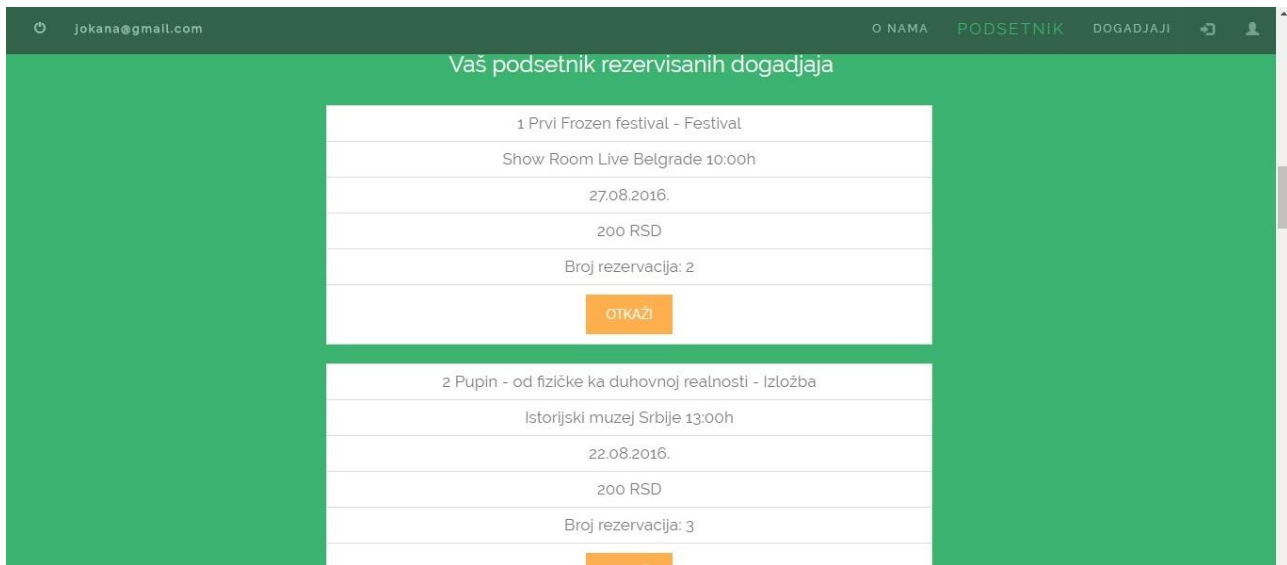 jokana@gmail.com O NAMA PODSETNIK DOGADJAJI
Vaš podsetnik rezervisanih dogadjaja
1 Prvi Frozen festival - Festival
Show Room Live Belgrade 10:00h
27.08.2016.
200 RSD
Broj rezervacija: 2
OTKAŽI
2 Pupin - od fizičke ka duhovnoj realnosti - Izložba
Istorijski muzej Srbije 13:00h
22.08.2016.
200 RSD
Broj rezervacija: 3